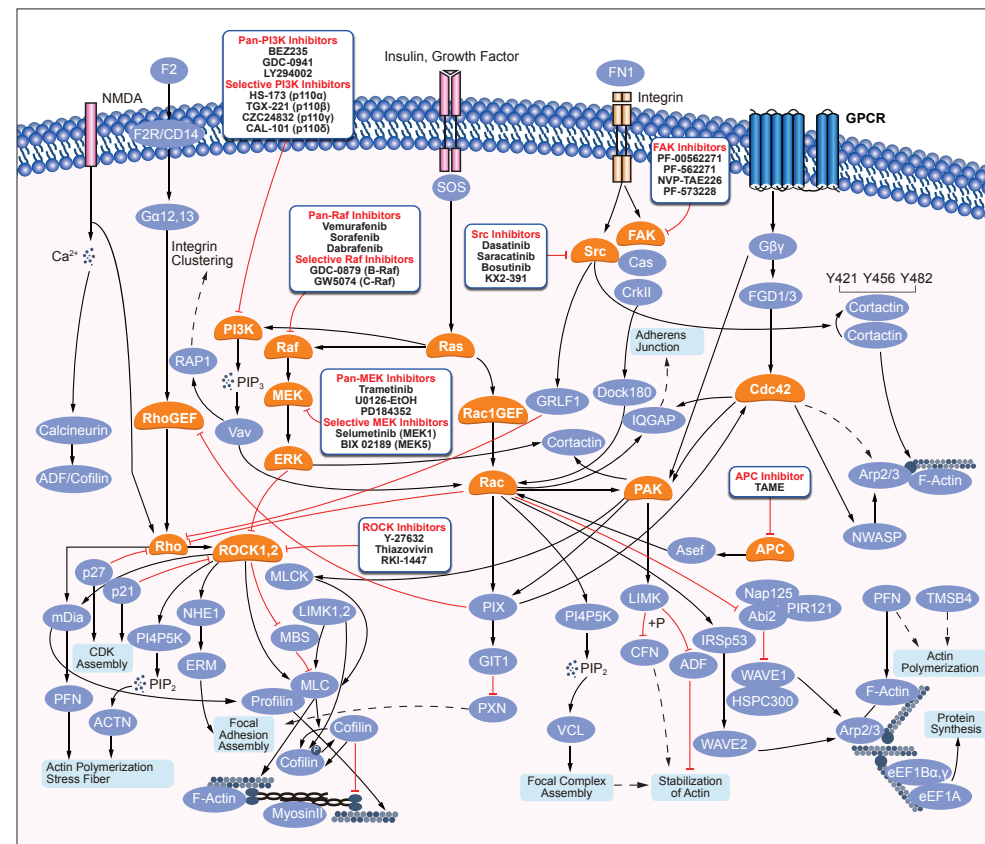 Pan-PI3K Inhibitors
BEZ235
GDC-0941
LY294002
Selective PI3K Inhibitors
HS-173 (p110α)
TGX-221 (p110β)
CZC24832 (p110γ)
CAL-101 (p110δ)
Insulin, Growth Factor
F2
NMDA
F2R/CD14
FN1
Integrin
GPCR
FAK Inhibitors
PF-00562271
PF-562271
NVP-TAE226
PF-573228
SOS
Gα12,13
Pan-Raf Inhibitors
Vemurafenib
Sorafenib
Dabrafenib
Selective Raf Inhibitors
GDC-0879 (B-Raf)
GW5074 (C-Raf)
Src Inhibitors
Dasatinib
Saracatinib
Bosutinib
KX2-391
FAK
Src
Cas
CrkII
Gβγ
Ca2+
Integrin
Clustering
FGD1/3
Y421 Y456 Y482
Cortactin
Cortactin
PI3K
Raf
Ras
Adherens
Junction
RAP1
PIP3
MEK
Pan-MEK Inhibitors
Trametinib
U0126-EtOH
PD184352
Selective MEK Inhibitors
Selumetinib (MEK1)
BIX 02189 (MEK5)
Rac1GEF
GRLF1
Dock180
IQGAP
Cdc42
RhoGEF
Vav
Calcineurin
ADF/Cofilin
ERK
Cortactin
Rac
PAK
APC Inhibitor
TAME
Arp2/3
F-Actin
NWASP
Rho
ROCK1,2
ROCK Inhibitors
Y-27632
Thiazovivin
RKI-1447
Asef
APC
p27
p21
MLCK
mDia
NHE1
LIMK1,2
PIX
PI4P5K
LIMK
Nap125
Abi2
PIR121
PFN
TMSB4
CDK
Assembly
PI4P5K
MBS
+P
CFN
ADF
IRSp53
Actin
Polymerization
ERM
GIT1
PIP2
PIP2
WAVE1
HSPC300
PFN
ACTN
Profilin
MLC
PXN
VCL
WAVE2
F-Actin
Arp2/3
Protein
Synthesis
Focal
Adhesion
Assembly
Cofilin
P
Cofilin
Actin Polymerization
Stress Fiber
Focal Complex
Assembly
Stabilization
of Actin
eEF1Bα,γ
eEF1A
F-Actin
MyosinII